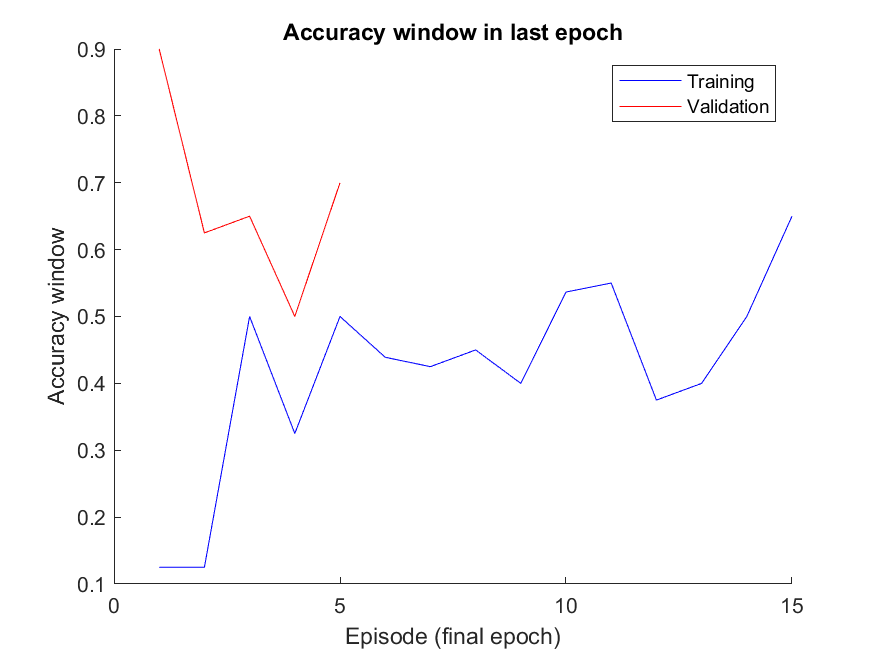 Accuracy window in last epoch
Training
Validation
Accuracy window
0.9
0.8
0.7
0.6
0.5
0.4
0.3
0.2
0.1
0
5
10
15
Episode (final epoch)